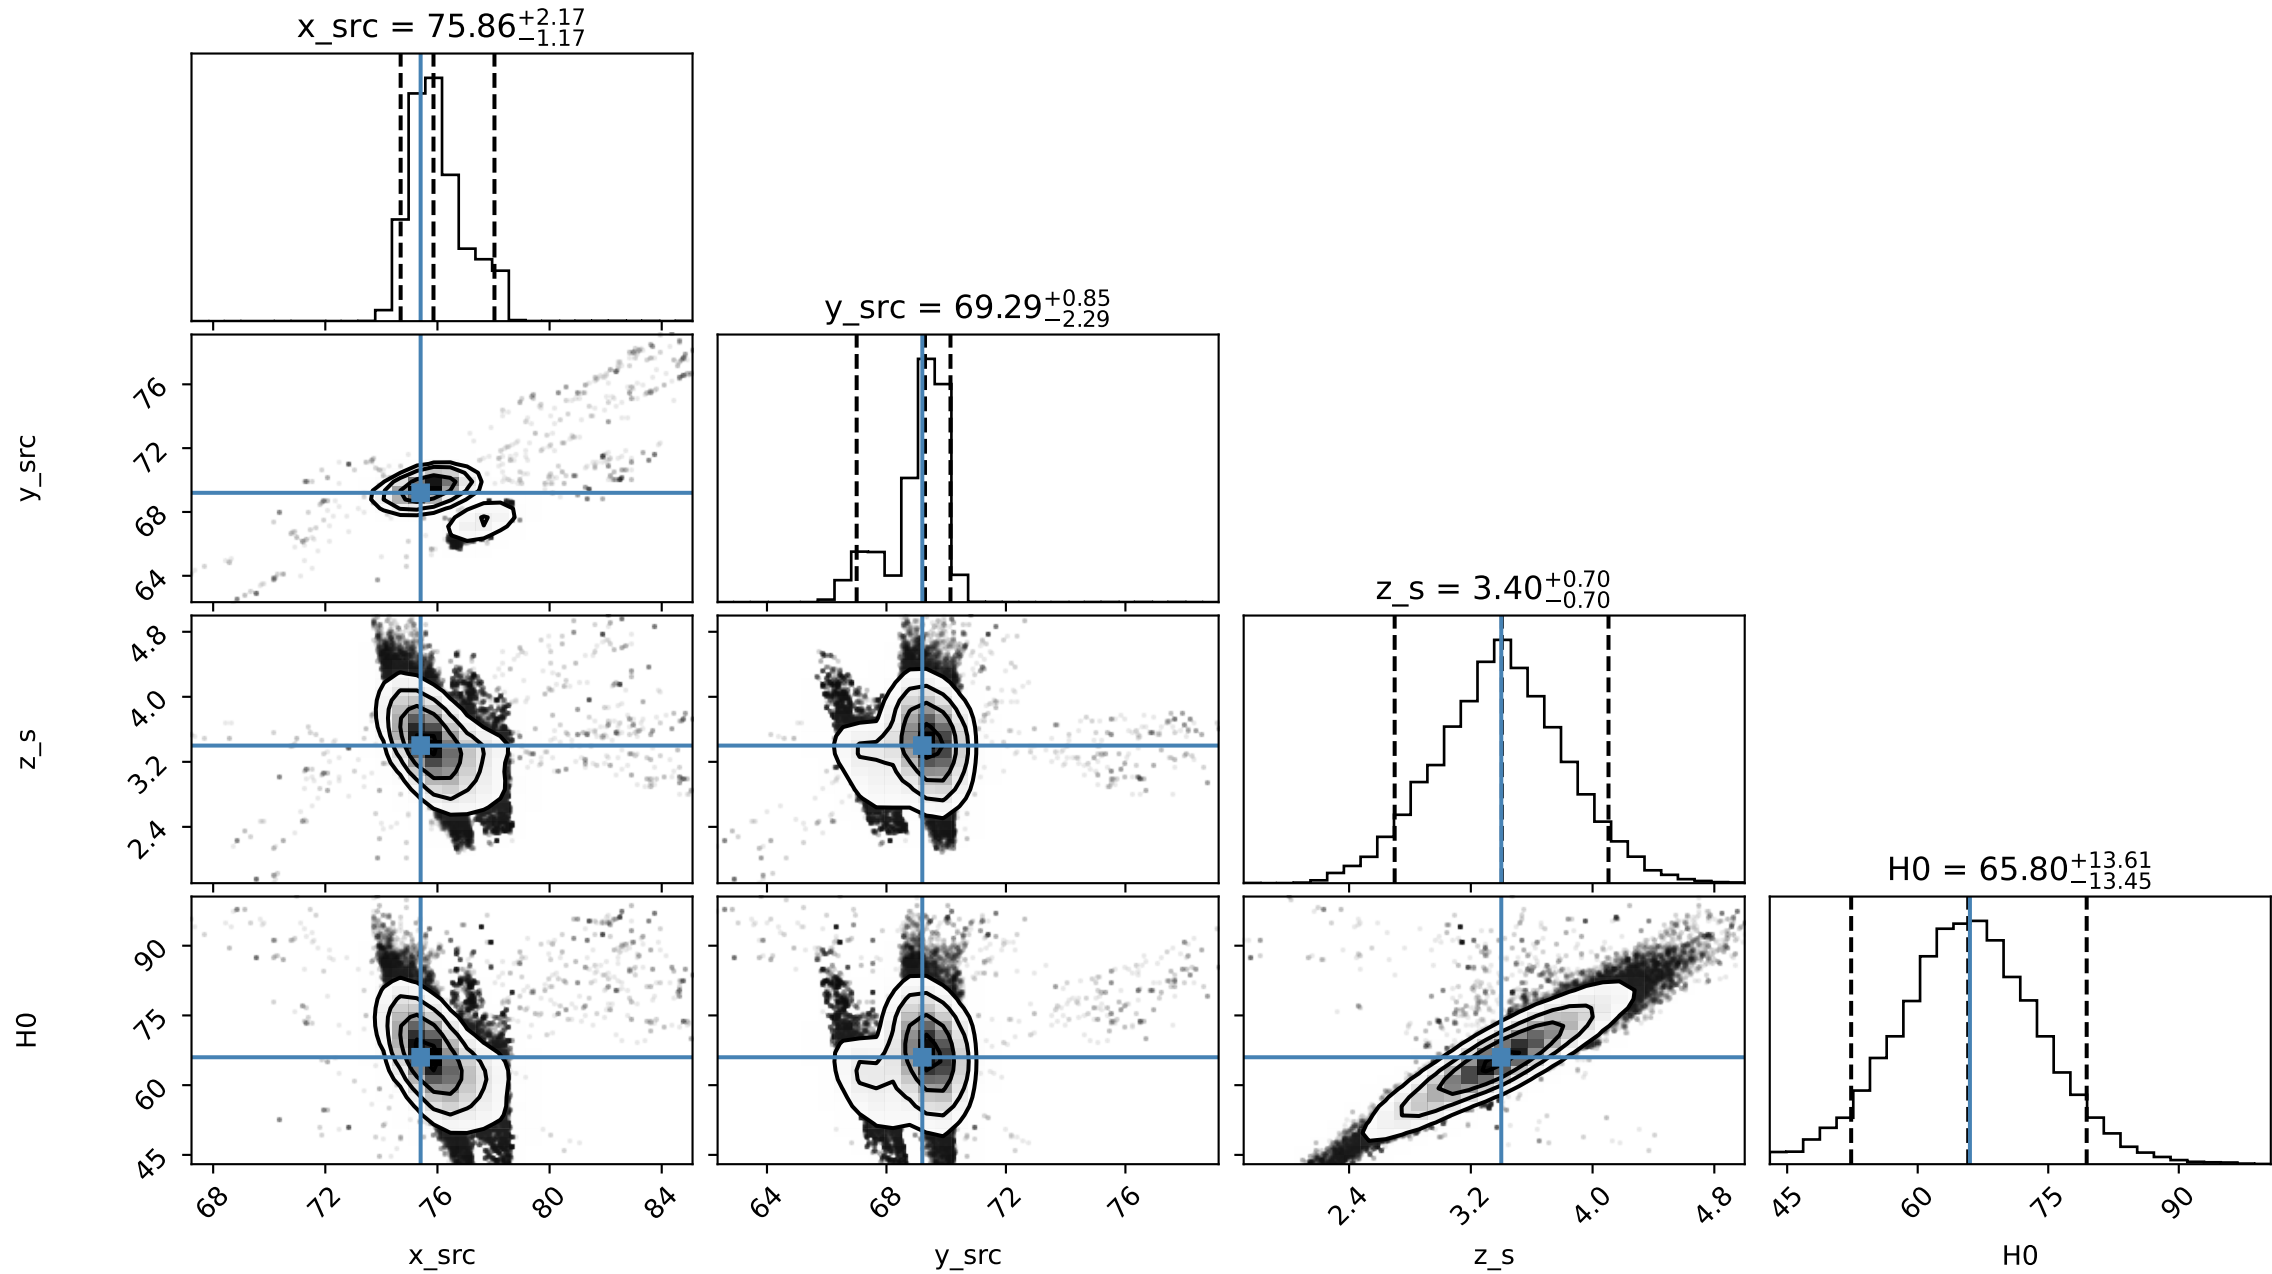 x_src = 75.86+2.17−1.17
y_src = 69.29+0.85−2.29
z_s = 3.40+0.70−0.70
H0 = 65.80+13.61−13.45
y_src
76
72
68
64
z_s
4.8
4.0
3.2
2.4
H0
90
75
60
45
68 72 76 80 84
64 68 72 76
2.4 3.2 4.0 4.8
45 60 75 90
x_src y_src z_s H0